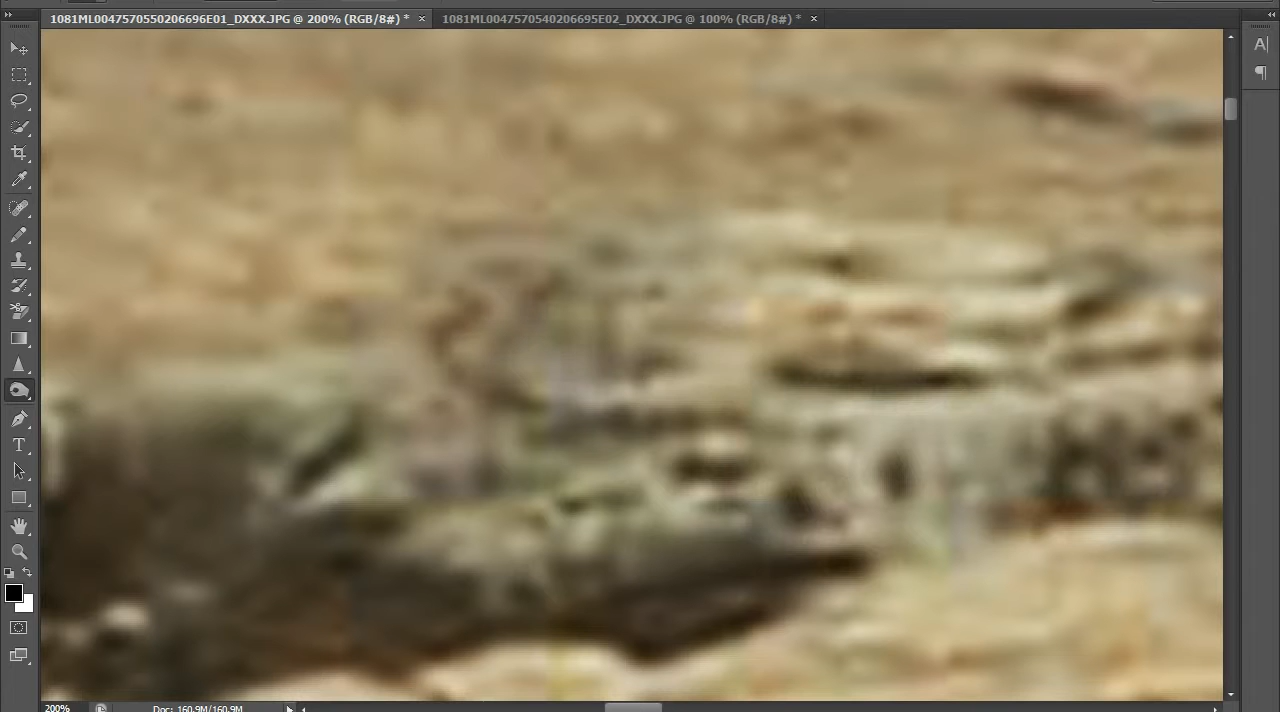 1081ML0047570550206696E01_DXXX.JPG @ 200% (RGB/8#) * × 1081ML0047570540206695E02_DXXX.JPG @ 100% (RGB/8#) * ×
A
¶
T
200% Doc: 160.9M/160.9M